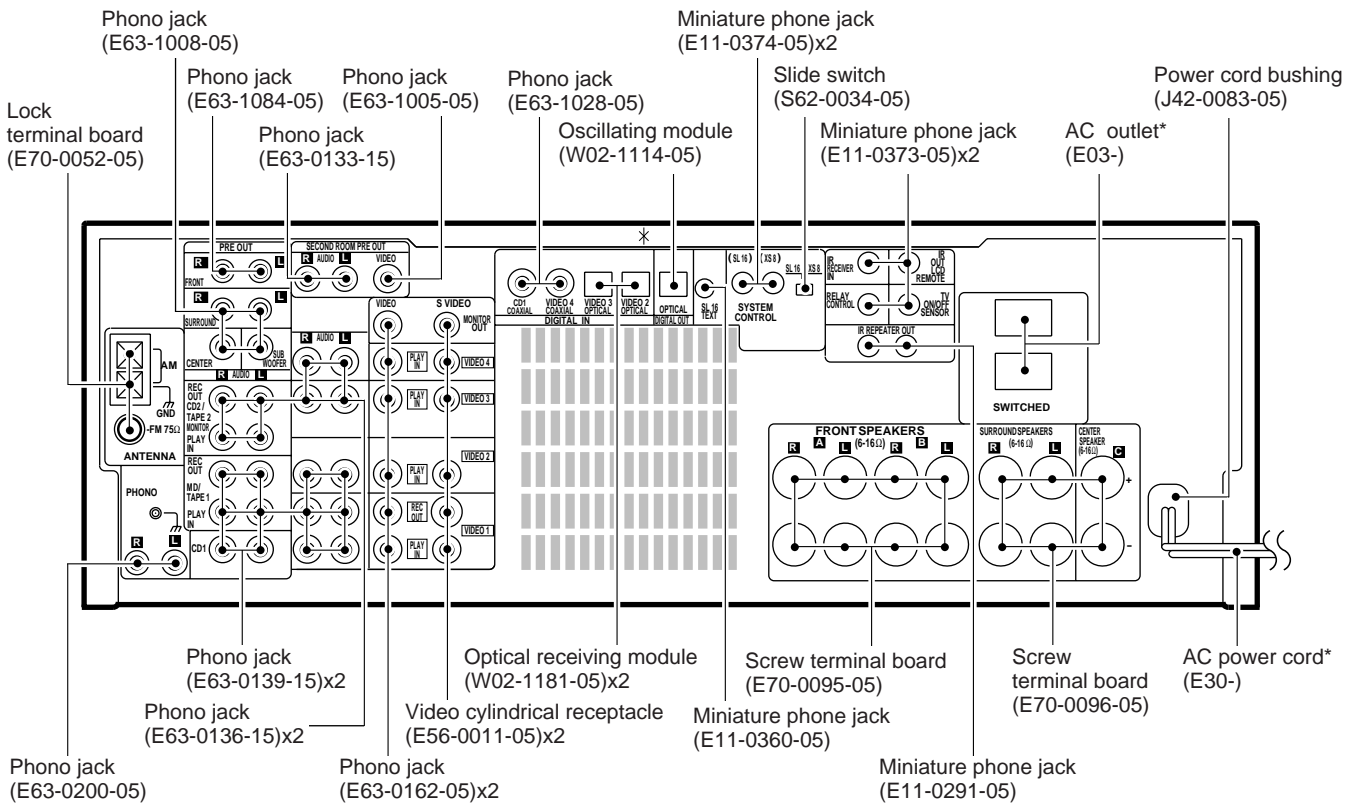 Phono jack
(E63-1008-05)
Miniature phone jack
(E11-0374-05)x2
Phono jack
(E63-1084-05)
Phono jack
(E63-1005-05)
Phono jack
(E63-1028-05)
Slide switch
(S62-0034-05)
Power cord bushing
(J42-0083-05)
Lock
terminal board
(E70-0052-05)
Phono jack
(E63-0133-15)
Oscillating module
(W02-1114-05)
Miniature phone jack
(E11-0373-05)x2
AC outlet*
(E03-)
PRE OUT
R L
FRONT
R L
SURROUND
CENTER
SUB
WOOFER
SECOND ROOM PRE OUT
R AUDIO L
VIDEO
VIDEO
S VIDEO
MONITOR
OUT
R AUDIO L
PLAY
IN
VIDEO 4
PLAY
IN
VIDEO 3
VIDEO 2
PLAY
IN
REC
OUT
VIDEO 1
PLAY
IN
CD1
COAXIAL
VIDEO 4
COAXIAL
VIDEO 3
OPTICAL
VIDEO 2
OPTICAL
DIGITAL IN
OPTICAL
DIGITAL OUT
SL 16
TEXT
(SL 16) (XS 8)
SL 16 XS 8
SYSTEM
CONTROL
IR
RECEIVER
IN
IR
OUT
LCD
REMOTE
RELAY
CONTROL
TV
ON/OFF
SENSOR
IR REPEATER OUT
SWITCHED
AM
GND
-FM 75Ω
ANTENNA
R AUDIO L
REC
OUT
CD2 /
TAPE 2
MONITOR
PLAY
IN
REC
OUT
MD/
TAPE 1
PLAY
IN
CD1
PHONO
R L
FRONT SPEAKERS
R A L (6-16Ω) R B L
SURROUND SPEAKERS
R (6-16Ω) L
CENTER
SPEAKER
(6-16Ω)
C
+
-
Phono jack
(E63-0139-15)x2
Optical receiving module
(W02-1181-05)x2
Screw terminal board
(E70-0095-05)
Screw
terminal board
(E70-0096-05)
AC power cord*
(E30-)
Phono jack
(E63-0136-15)x2
Video cylindrical receptacle
(E56-0011-05)x2
Miniature phone jack
(E11-0360-05)
Phono jack
(E63-0200-05)
Phono jack
(E63-0162-05)x2
Miniature phone jack
(E11-0291-05)